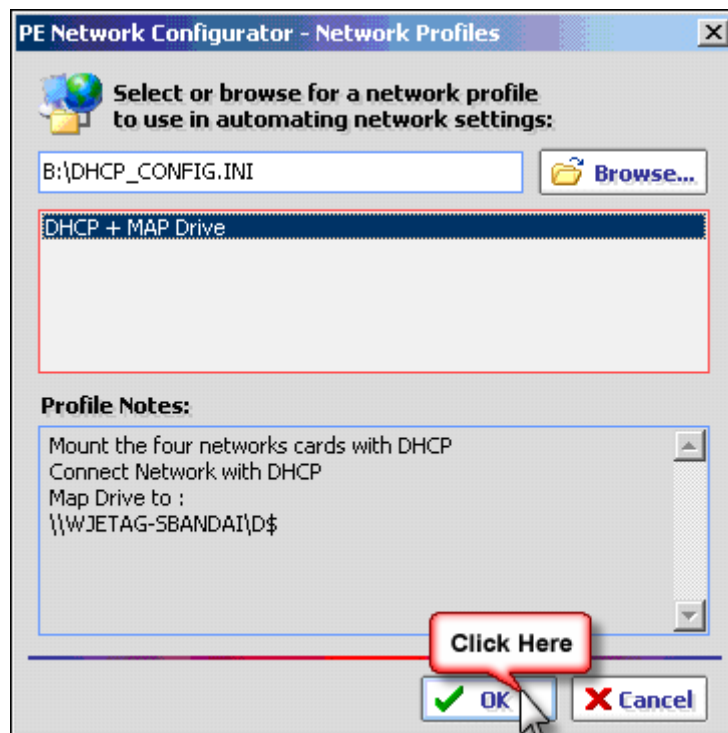 PE Network Configurator - Network Profiles
Select or browse for a network profile
to use in automating network settings:
B:\DHCP_CONFIG.INI
Browse...
DHCP + MAP Drive
Profile Notes:
Mount the four networks cards with DHCP
Connect Network with DHCP
Map Drive to :
\\WJETAG-SBANDAI\D$
Click Here
OK
Cancel